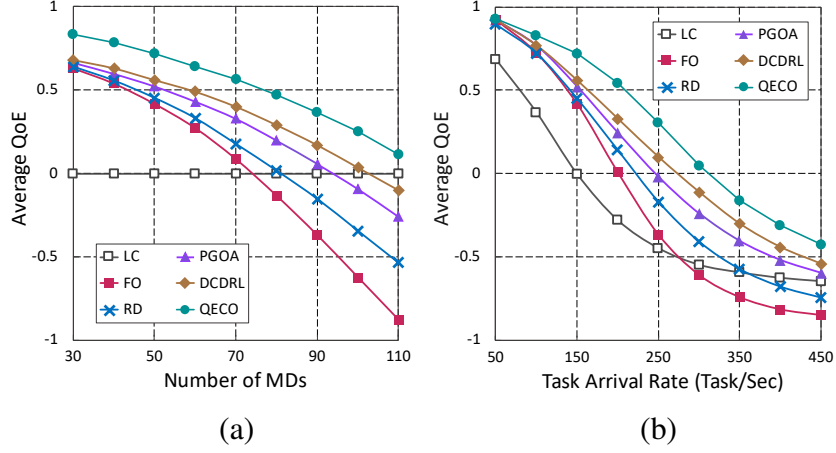 1
0.5
0
-0.5
-1
Average QoE
LC
PGOA
FO
DCDRL
RD
QECO
30
50
70
90
110
Number of MDs
(a)
1
0.5
0
-0.5
-1
Average QoE
LC
PGOA
FO
DCDRL
RD
QECO
50
150
250
350
450
Task Arrival Rate (Task/Sec)
(b)